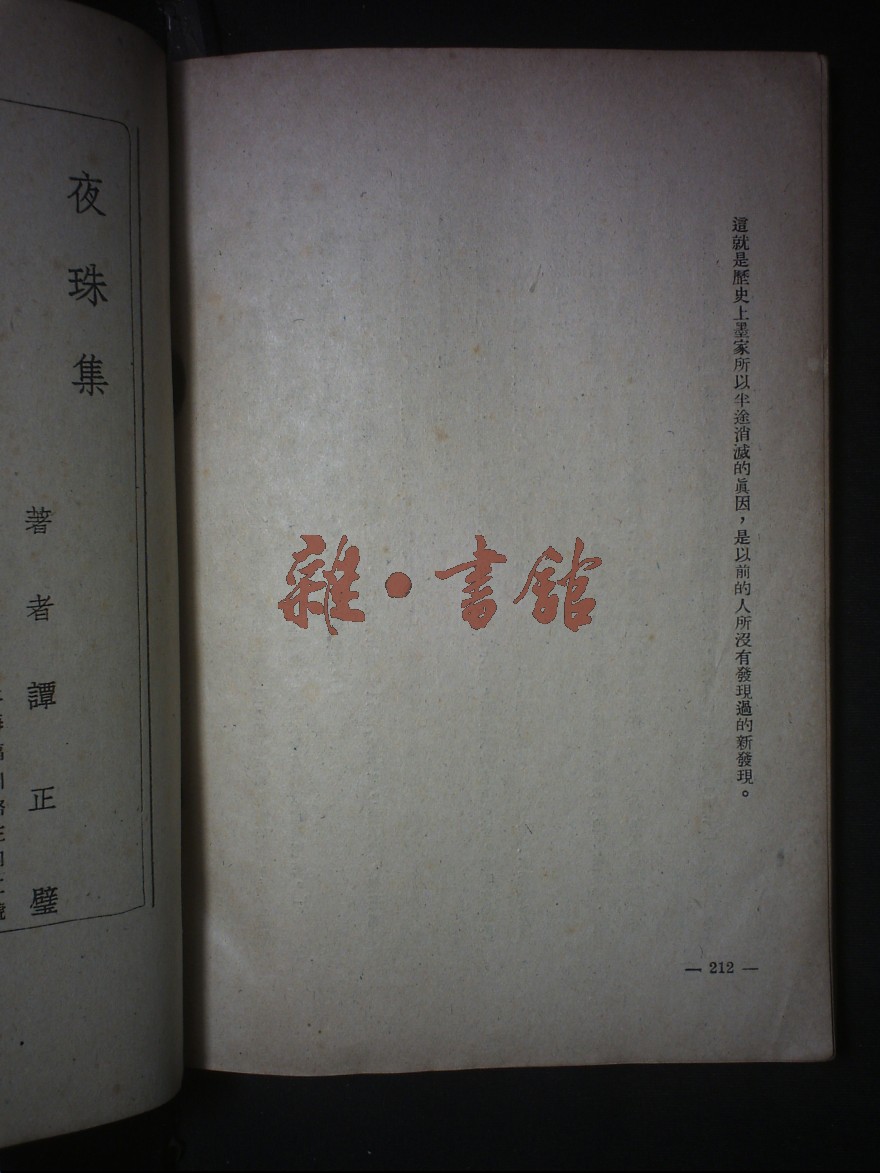 這就是歷史上墨家所以半途消滅的眞因，是以前的人所沒有發現過的新發現。
— 212 —
雜•書館
夜珠集
著者譚正璧